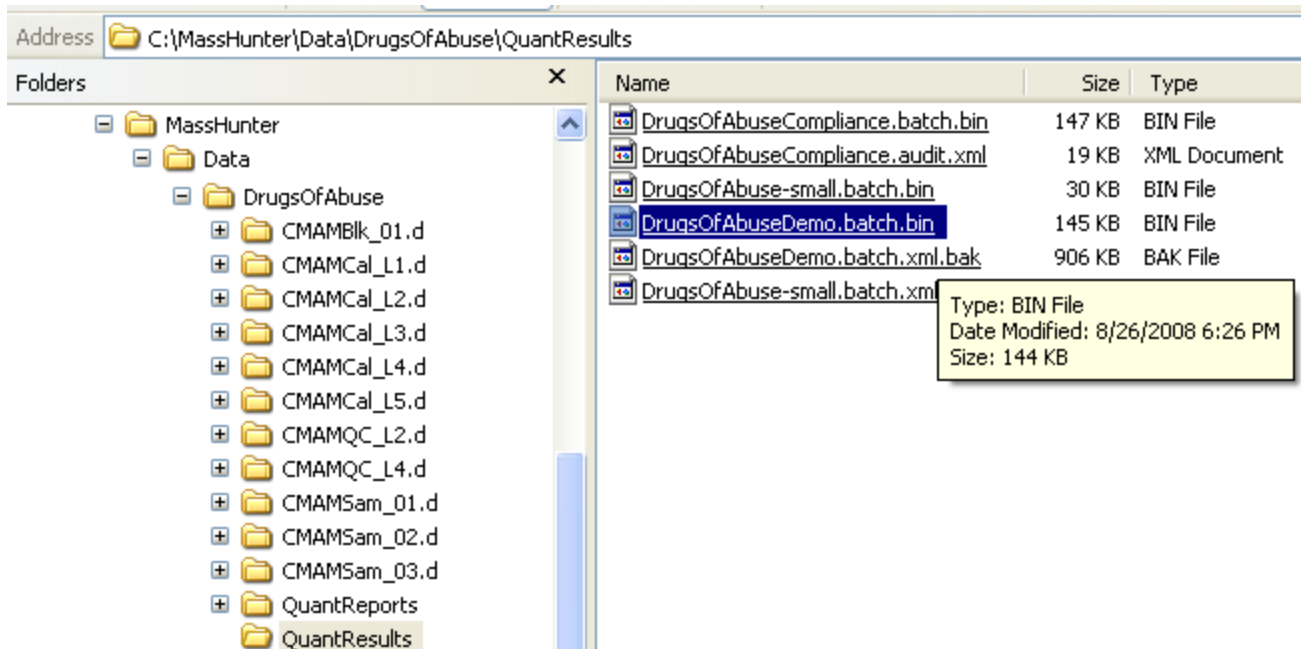 Address C:\MassHunter\Data\DrugsOfAbuse\QuantResults
Folders x
MassHunter
Data
DrugsOfAbuse
CMAMBlk_01.d
CMAMCal_L1.d
CMAMCal_L2.d
CMAMCal_L3.d
CMAMCal_L4.d
CMAMCal_L5.d
CMAMQC_L2.d
CMAMQC_L4.d
CMAMSam_01.d
CMAMSam_02.d
CMAMSam_03.d
QuantReports
QuantResults
Name Size Type
DrugsOfAbuseCompliance.batch.bin 147 KB BIN File
DrugsOfAbuseCompliance.audit.xml 19 KB XML Document
DrugsOfAbuse-small.batch.bin 30 KB BIN File
DrugsOfAbuseDemo.batch.bin 145 KB BIN File
DrugsOfAbuseDemo.batch.xml.bak 906 KB BAK File
DrugsOfAbuse-small.batch.xml
Type: BIN File
Date Modified: 8/26/2008 6:26 PM
Size: 144 KB